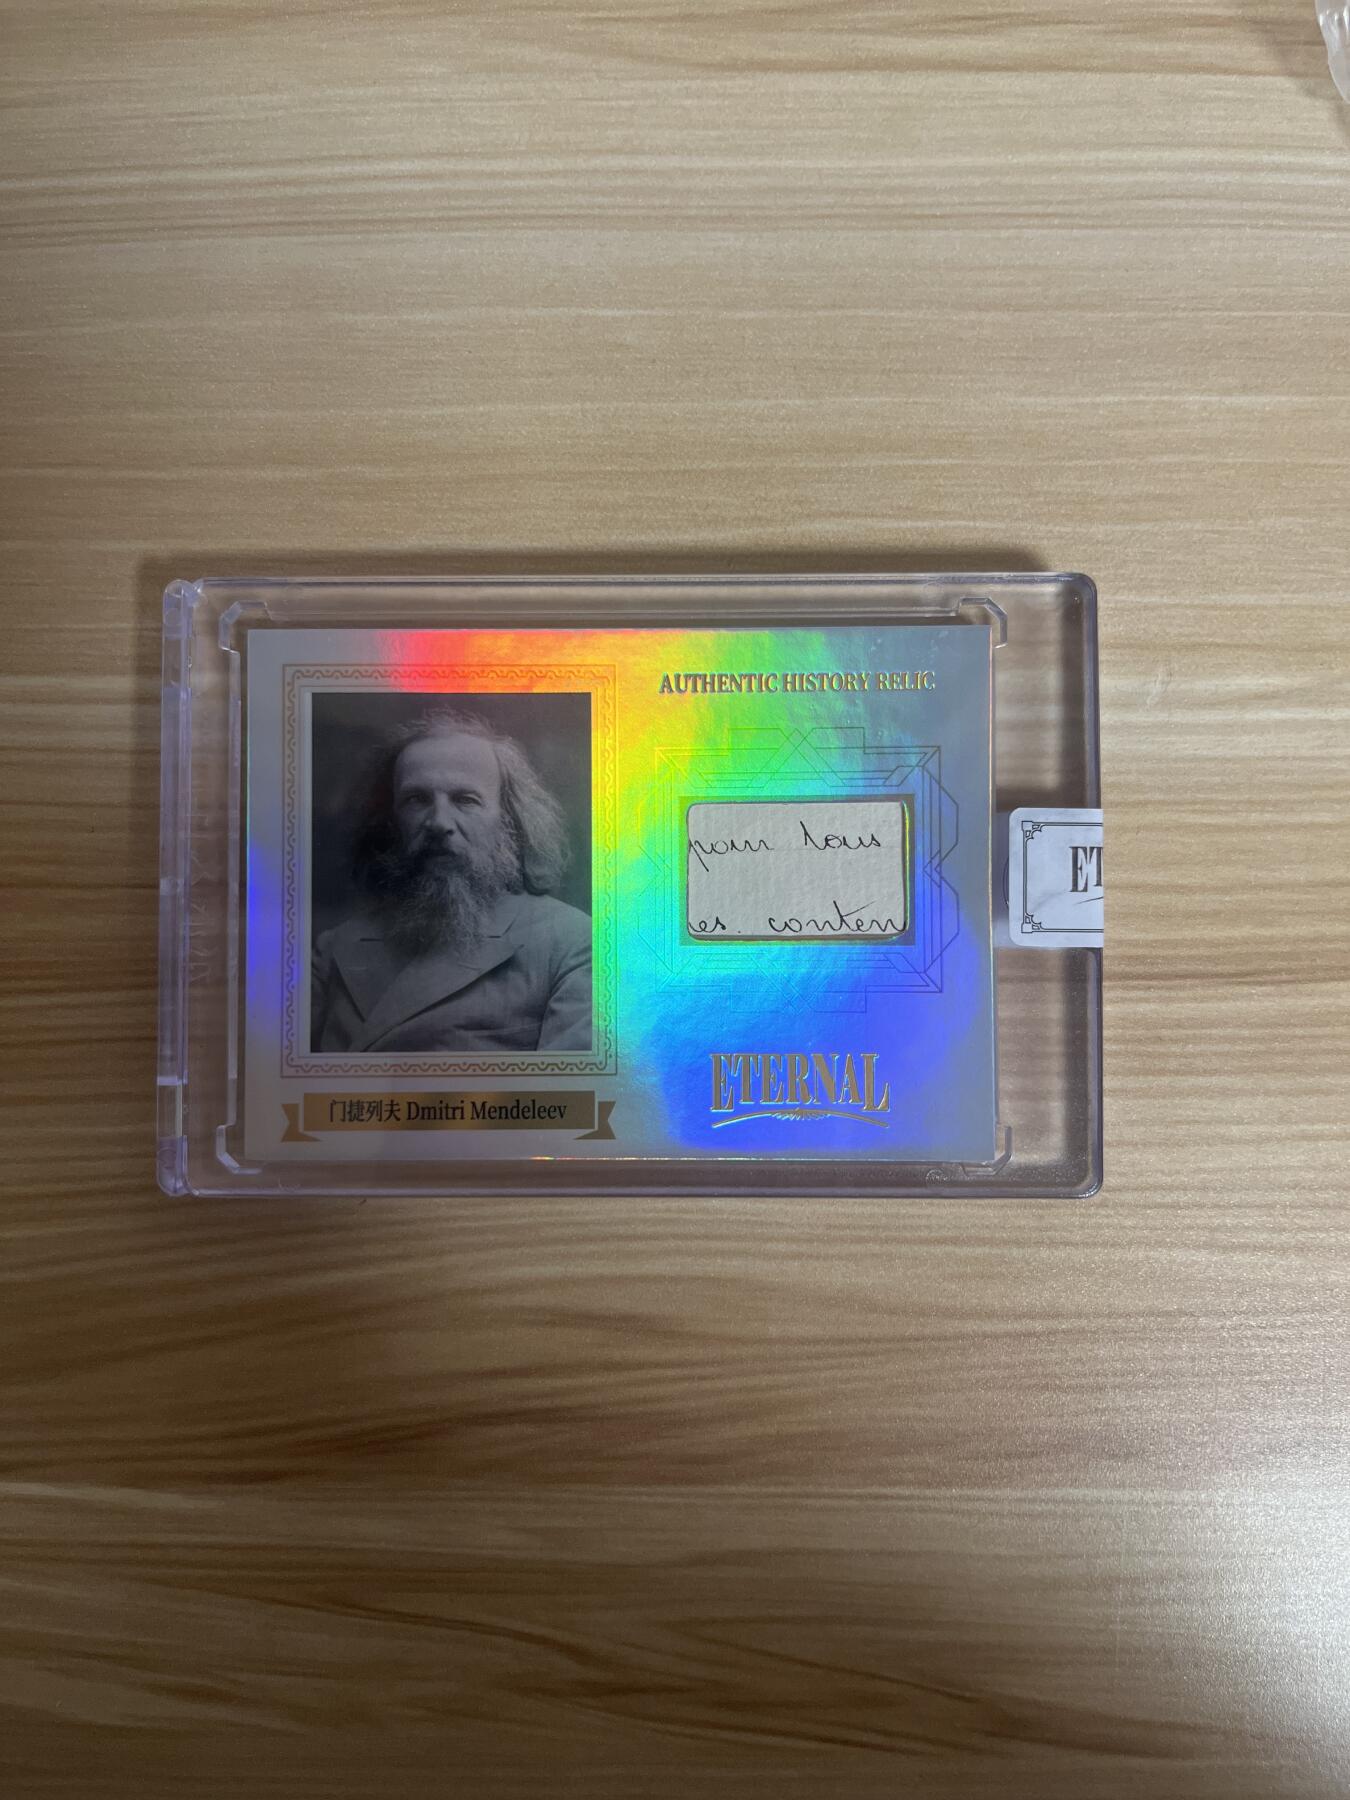 AUTHENTIC HISTORY RELIC
pour tous
es. conten
ETERNAL
门捷列夫 Dmitri Mendeleev
ET